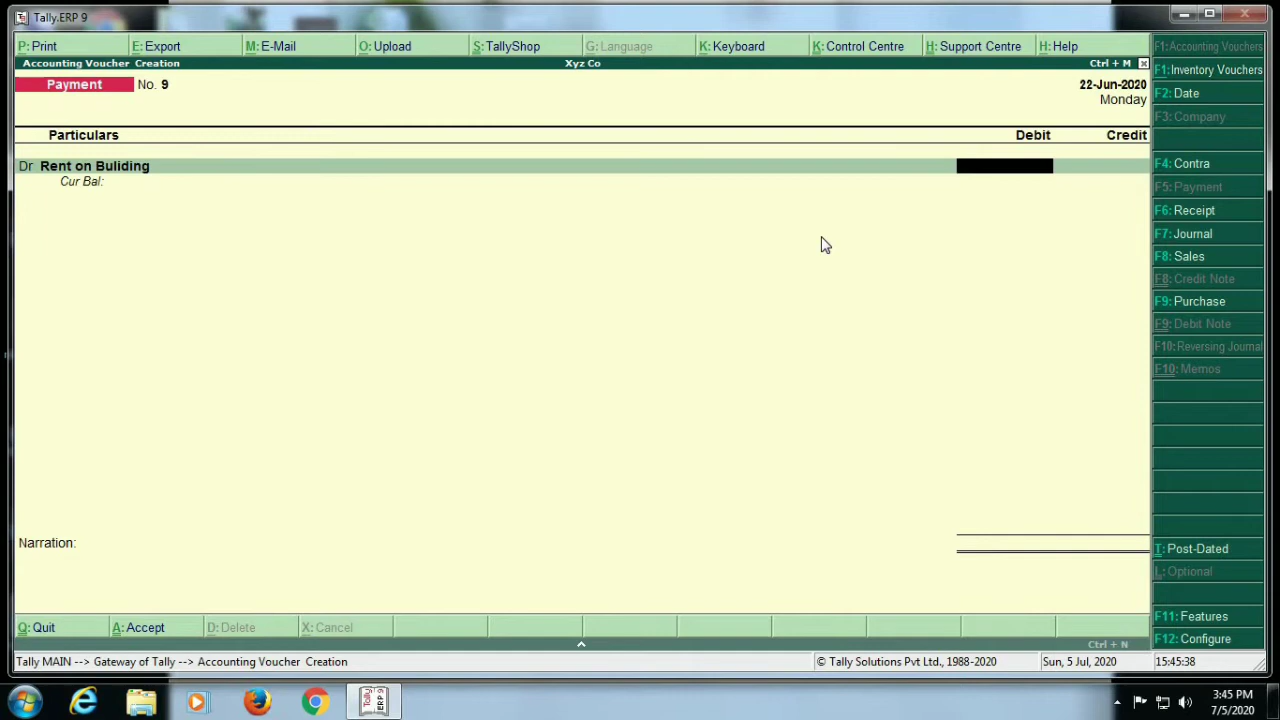 Tally.ERP 9
P: Print
E: Export
M: E-Mail
O: Upload
S: TallyShop
G: Language
K: Keyboard
K: Control Centre
H: Support Centre
H: Help
Accounting Voucher Creation
Xyz Co
Ctrl + M
Payment No. 9
22-Jun-2020
Monday
Particulars
Debit
Credit
Dr Rent on Buliding
Cur Bal:
Narration:
F1: Accounting Vouchers
F1: Inventory Vouchers
F2: Date
F3: Company
F4: Contra
F5: Payment
F6: Receipt
F7: Journal
F8: Sales
F8: Credit Note
F9: Purchase
F9: Debit Note
F10: Reversing Journal
F10: Memos
T: Post-Dated
L: Optional
F11: Features
F12: Configure
Q: Quit
A: Accept
D: Delete
X: Cancel
Ctrl + N
Tally MAIN --> Gateway of Tally --> Accounting Voucher Creation
© Tally Solutions Pvt Ltd., 1988-2020
Sun, 5 Jul, 2020
15:45:38
Tally
ERP 9
3:45 PM
7/5/2020